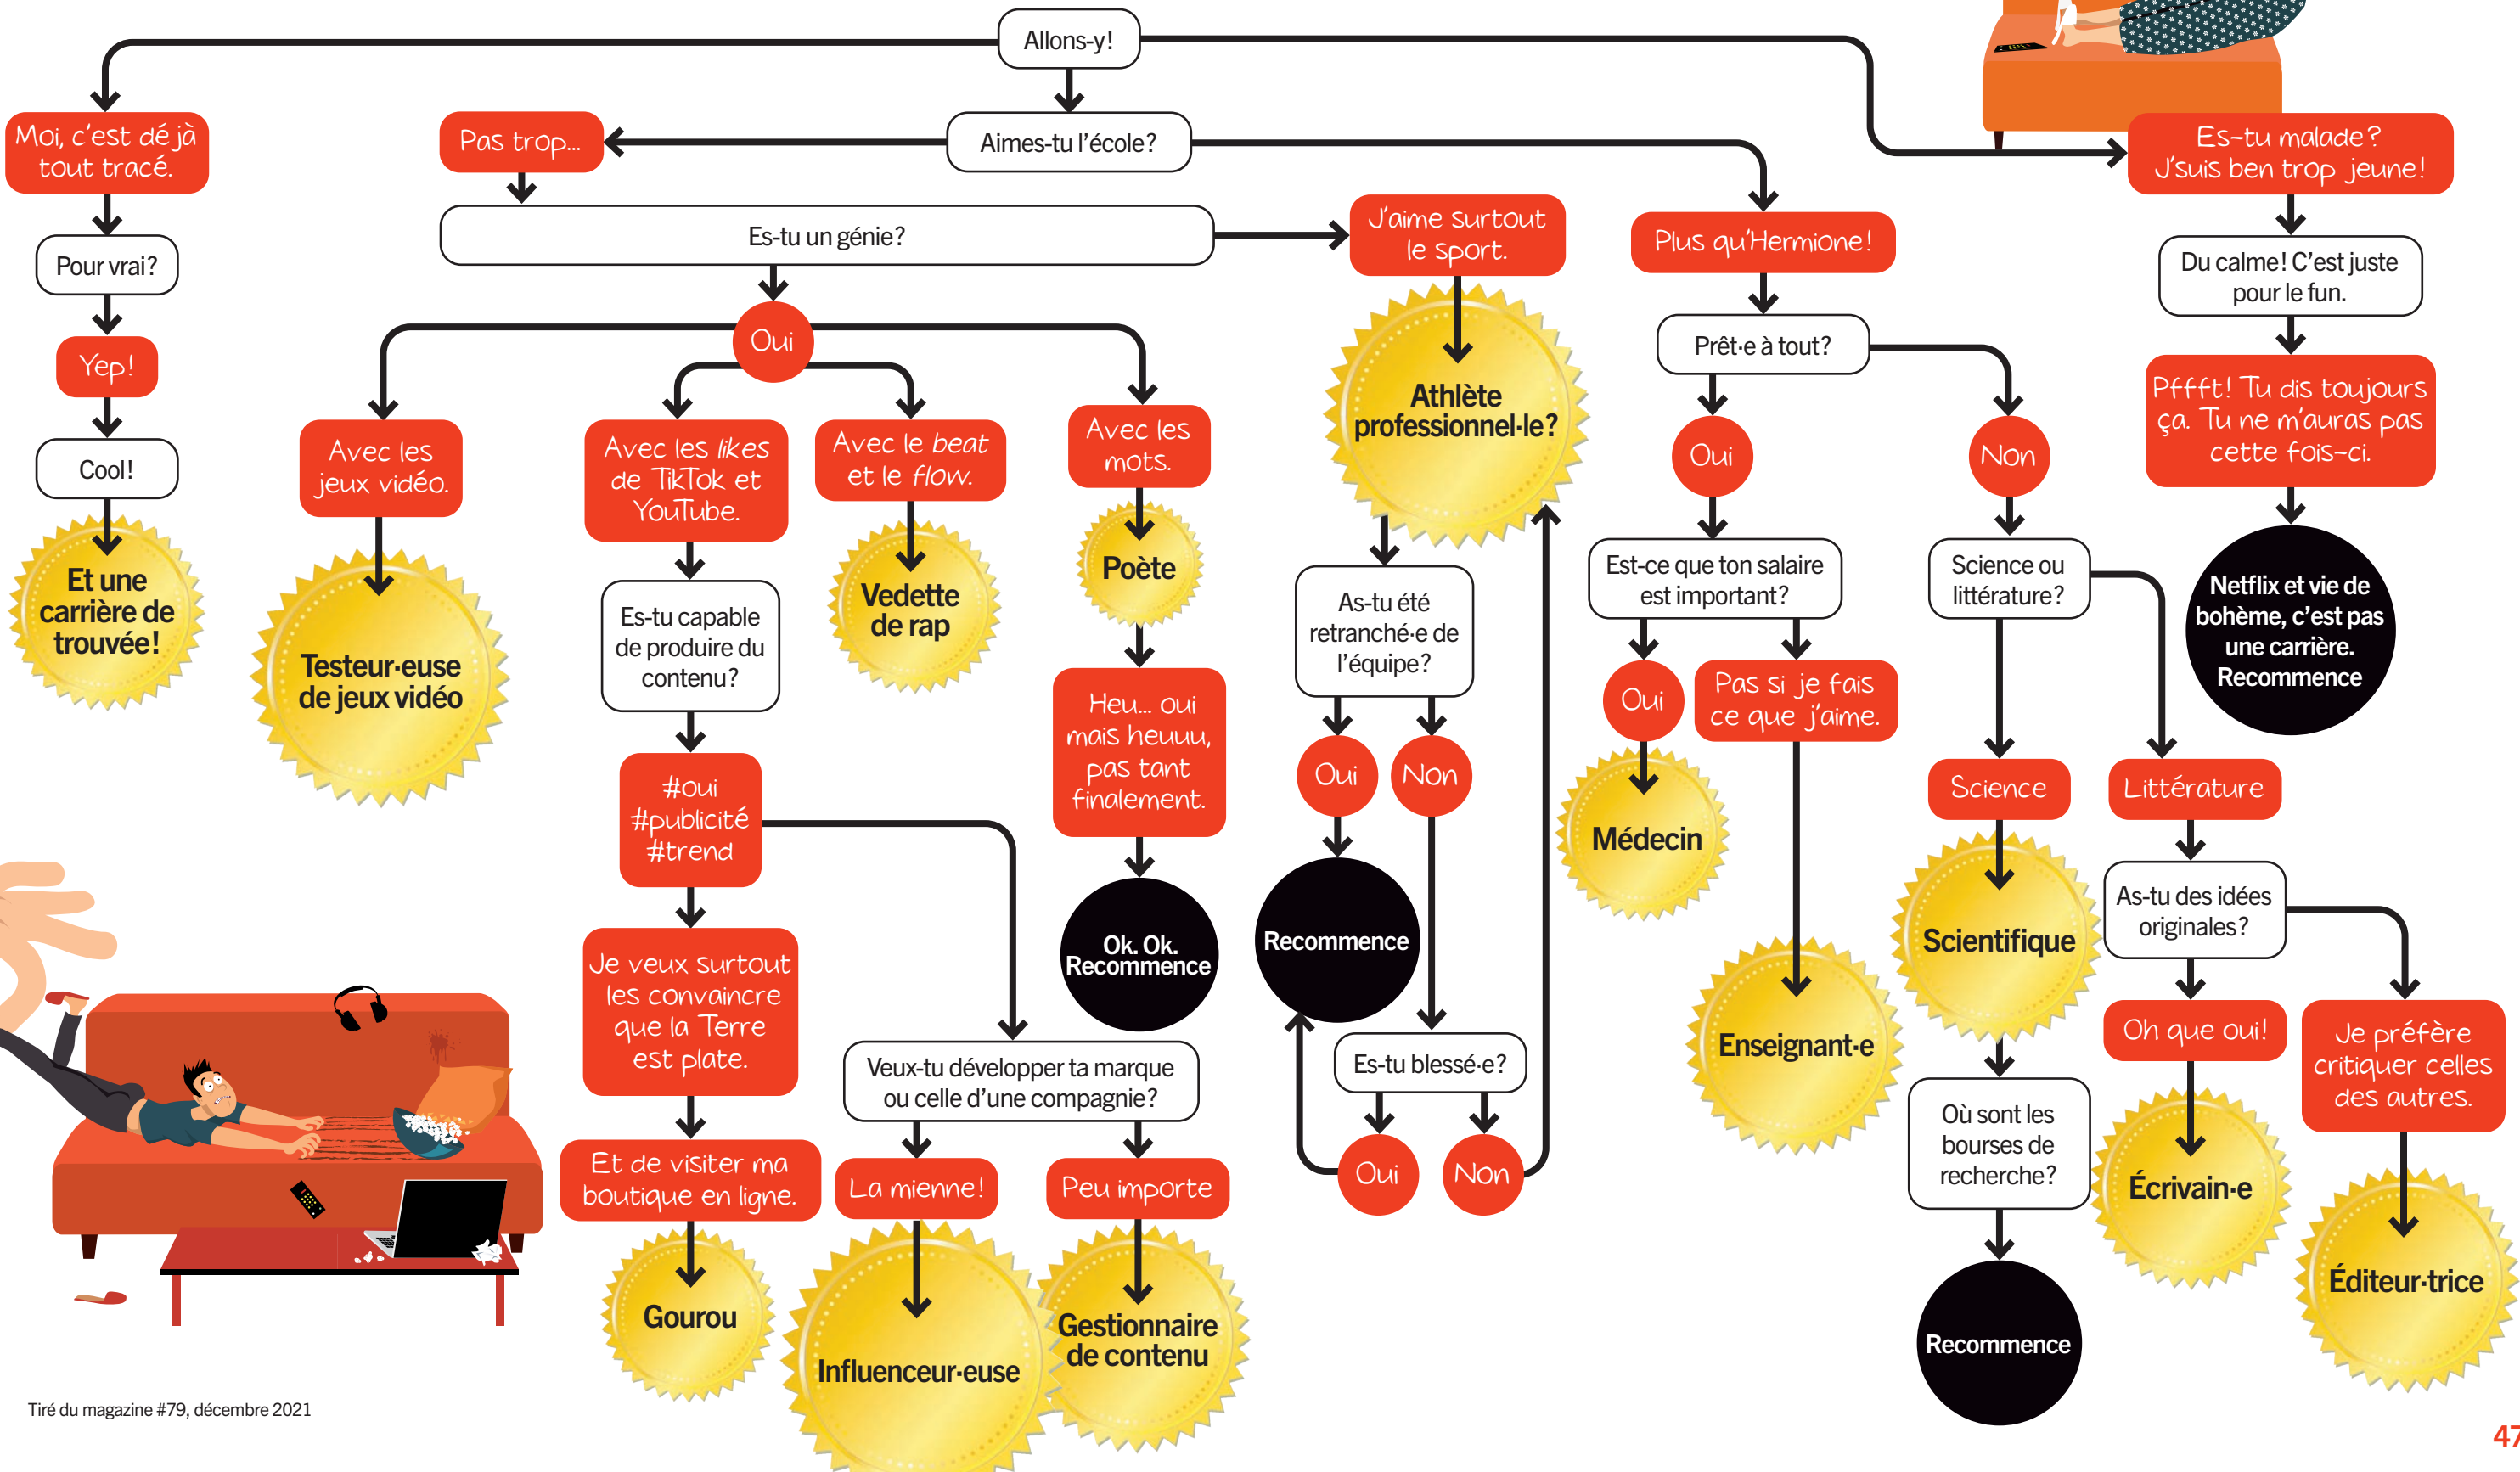 Allons-y!
Moi, c'est déjà
tout tracé.
Pour vrai?
Yep!
Cool!
Et une
carrière de
trouvée!
Aimes-tu l'école?
Pas trop...
Es-tu un génie?
Oui
Avec les
jeux vidéo.
Testeur·euse
de jeux vidéo
Avec les likes
de TikTok et
YouTube.
Es-tu capable
de produire du
contenu?
#oui
#publicité
#trend
Je veux surtout
les convaincre
que la Terre
est plate.
Et de visiter ma
boutique en ligne.
Gourou
Veux-tu développer ta marque
ou celle d'une compagnie?
La mienne!
Influenceur·euse
Peu importe
Gestionnaire
de contenu
Avec le beat
et le flow.
Vedette
de rap
Avec les
mots.
Poète
Heu... oui
mais heuuu,
pas tant
finalement.
Ok. Ok.
Recommence
J'aime surtout
le sport.
Athlète
professionnel·le?
As-tu été
retranché·e de
l'équipe?
Oui
Non
Recommence
Es-tu blessé·e?
Oui
Non
Plus qu'Hermione!
Prêt·e à tout?
Oui
Non
Est-ce que ton salaire
est important?
Oui
Médecin
Pas si je fais
ce que j'aime.
Enseignant·e
Science ou
littérature?
Science
Scientifique
Où sont les
bourses de
recherche?
Recommence
Littérature
As-tu des idées
originales?
Oh que oui!
Écrivain·e
Je préfère
critiquer celles
des autres.
Éditeur·trice
Es-tu malade?
J'suis ben trop jeune!
Du calme! C'est juste
pour le fun.
Pffft! Tu dis toujours
ça. Tu ne m'auras pas
cette fois-ci.
Netflix et vie de
bohème, c'est pas
une carrière.
Recommence
Tiré du magazine #79, décembre 2021
47